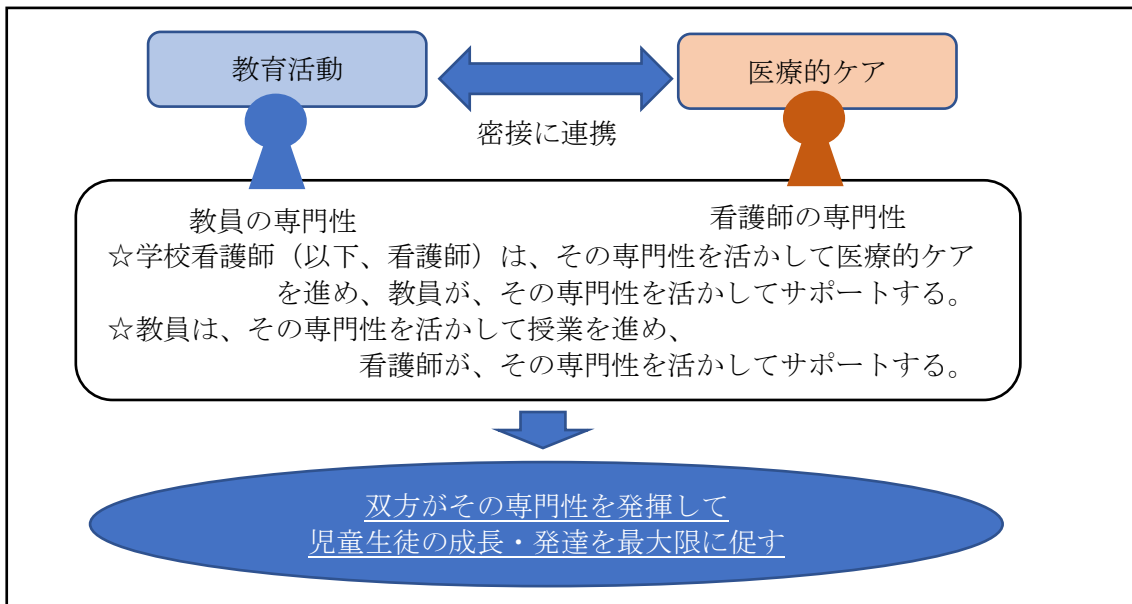 教育活動
医療的ケア
密接に連携
教員の専門性
看護師の専門性
☆学校看護師（以下、看護師）は、その専門性を活かして医療的ケア
を進め、教員が、その専門性を活かしてサポートする。
☆教員は、その専門性を活かして授業を進め、
看護師が、その専門性を活かしてサポートする。
双方がその専門性を発揮して
児童生徒の成長・発達を最大限に促す